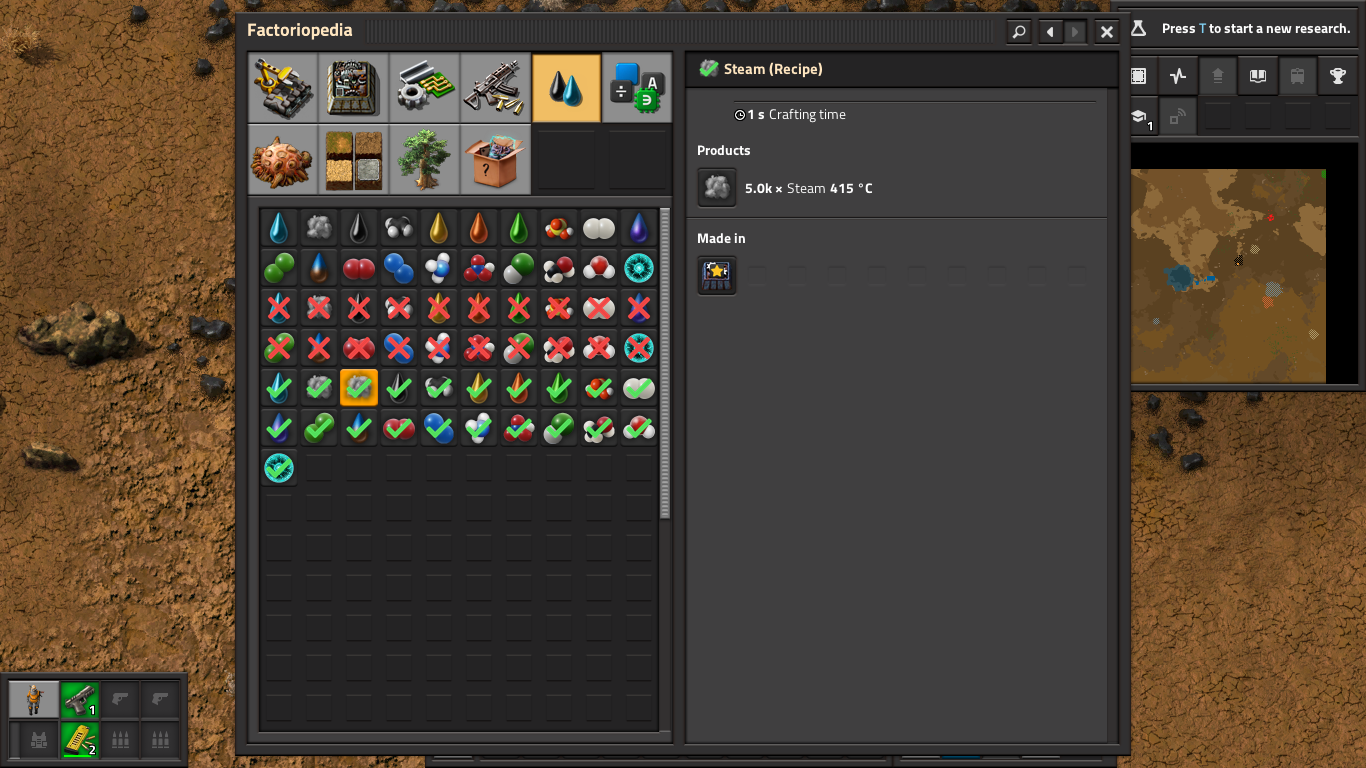 Factoriopedia
Press T to start a new research.
Steam (Recipe)
1 s Crafting time
Products
5.0k × Steam 415 °C
Made in
A
?
1
1
2